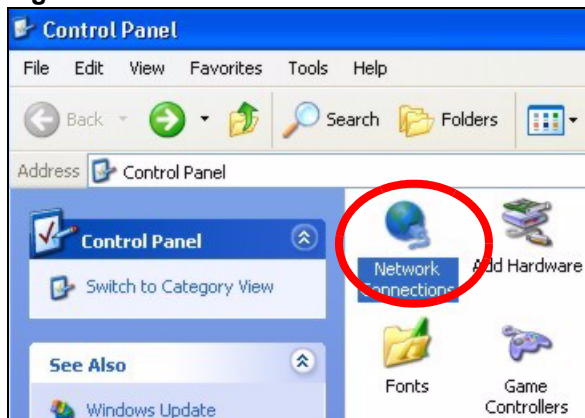 Control Panel
File Edit View Favorites Tools Help
Back Search Folders
Address Control Panel
Control Panel
Switch to Category View
See Also
Windows Update
Network Connections
Add Hardware
Fonts
Game Controllers